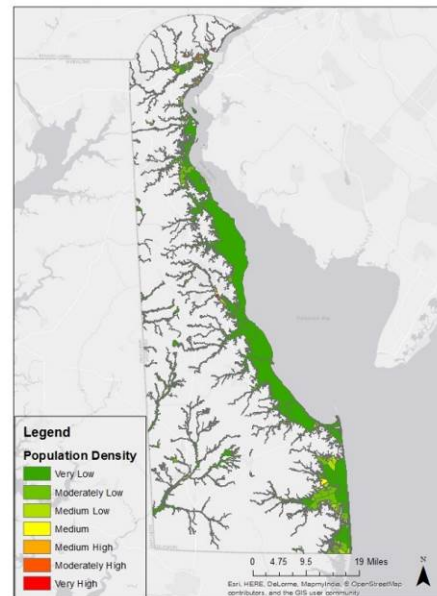 Legend
Population Density
Very Low
Moderately Low
Medium Low
Medium
Medium High
Moderately High
Very High
0 4.75 9.5 19 Miles
N
Esri, HERE, DeLorme, MapmyIndia, © OpenStreetMap
contributors, and the GIS user community